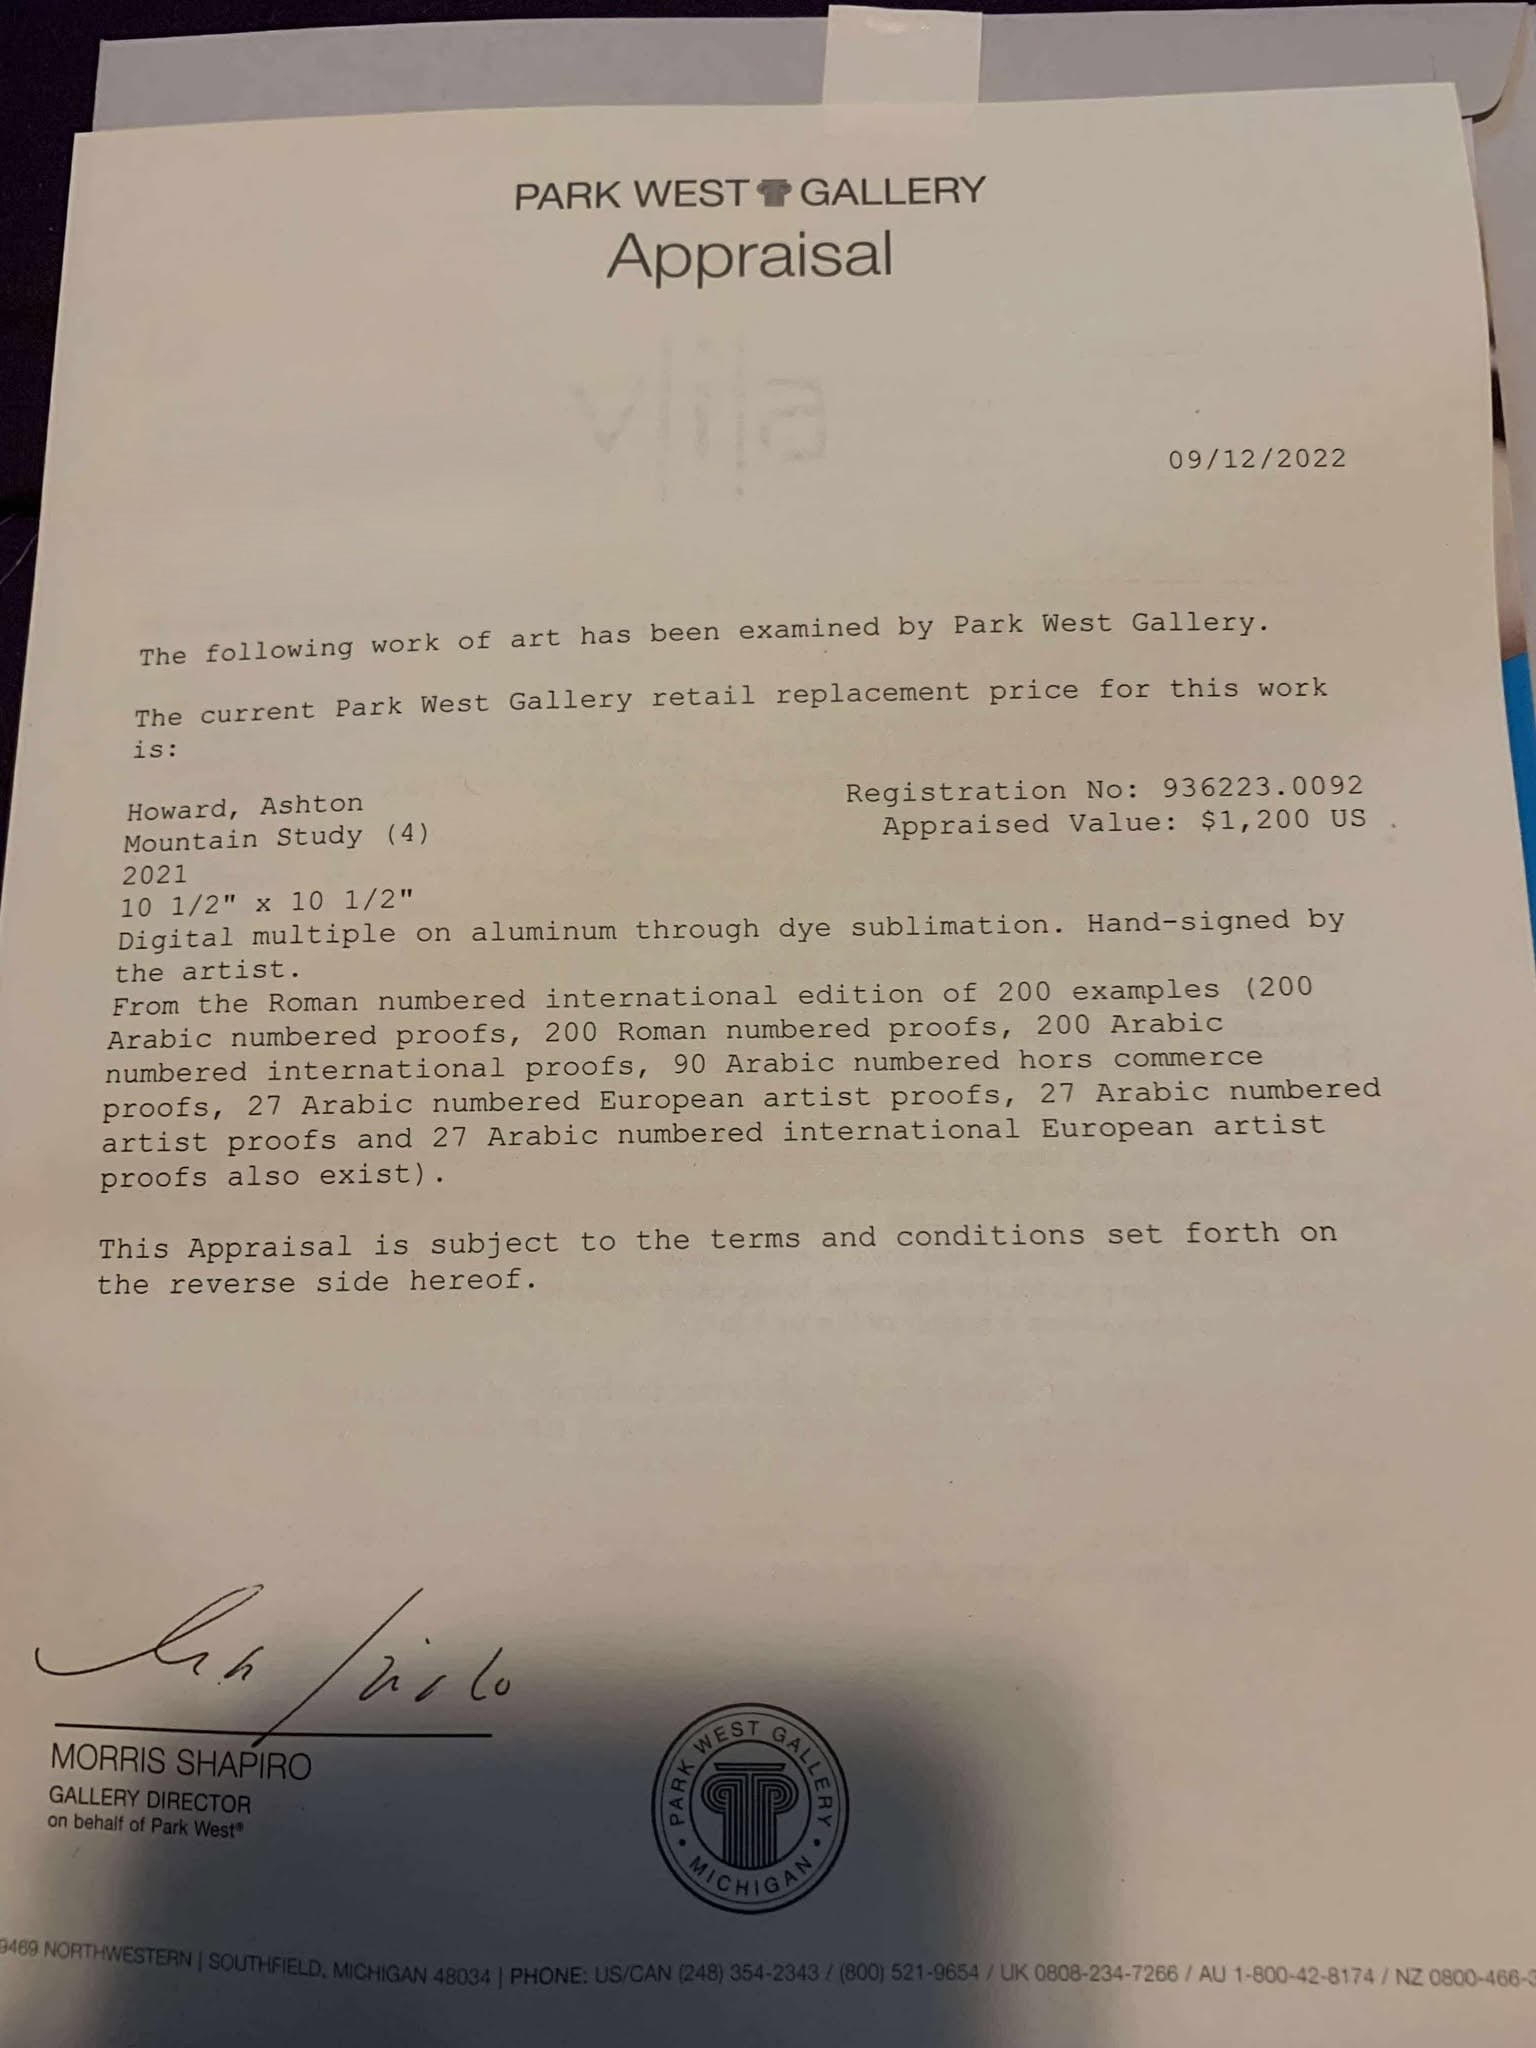 PARK WEST GALLERY
Appraisal
09/12/2022
The following work of art has been examined by Park West Gallery.
The current Park West Gallery retail replacement price for this work
is:
Howard, Ashton
Mountain Study (4)
2021
10 1/2" x 10 1/2"
Registration No: 936223.0092
Appraised Value: $1,200 US
Digital multiple on aluminum through dye sublimation. Hand-signed by
the artist.
From the Roman numbered international edition of 200 examples (200
Arabic numbered proofs, 200 Roman numbered proofs, 200 Arabic
numbered international proofs, 90 Arabic numbered hors commerce
proofs, 27 Arabic numbered European artist proofs, 27 Arabic numbered
artist proofs and 27 Arabic numbered international European artist
proofs also exist).
This Appraisal is subject to the terms and conditions set forth on
the reverse side hereof.
MORRIS SHAPIRO
GALLERY DIRECTOR
on behalf of Park West®
PARK WEST GALLERY
• MICHIGAN •
9469 NORTHWESTERN | SOUTHFIELD, MICHIGAN 48034 | PHONE: US/CAN (248) 354-2343 / (800) 521-9654 / UK 0808-234-7266 / AU 1-800-42-8174 / NZ 0800-466-3